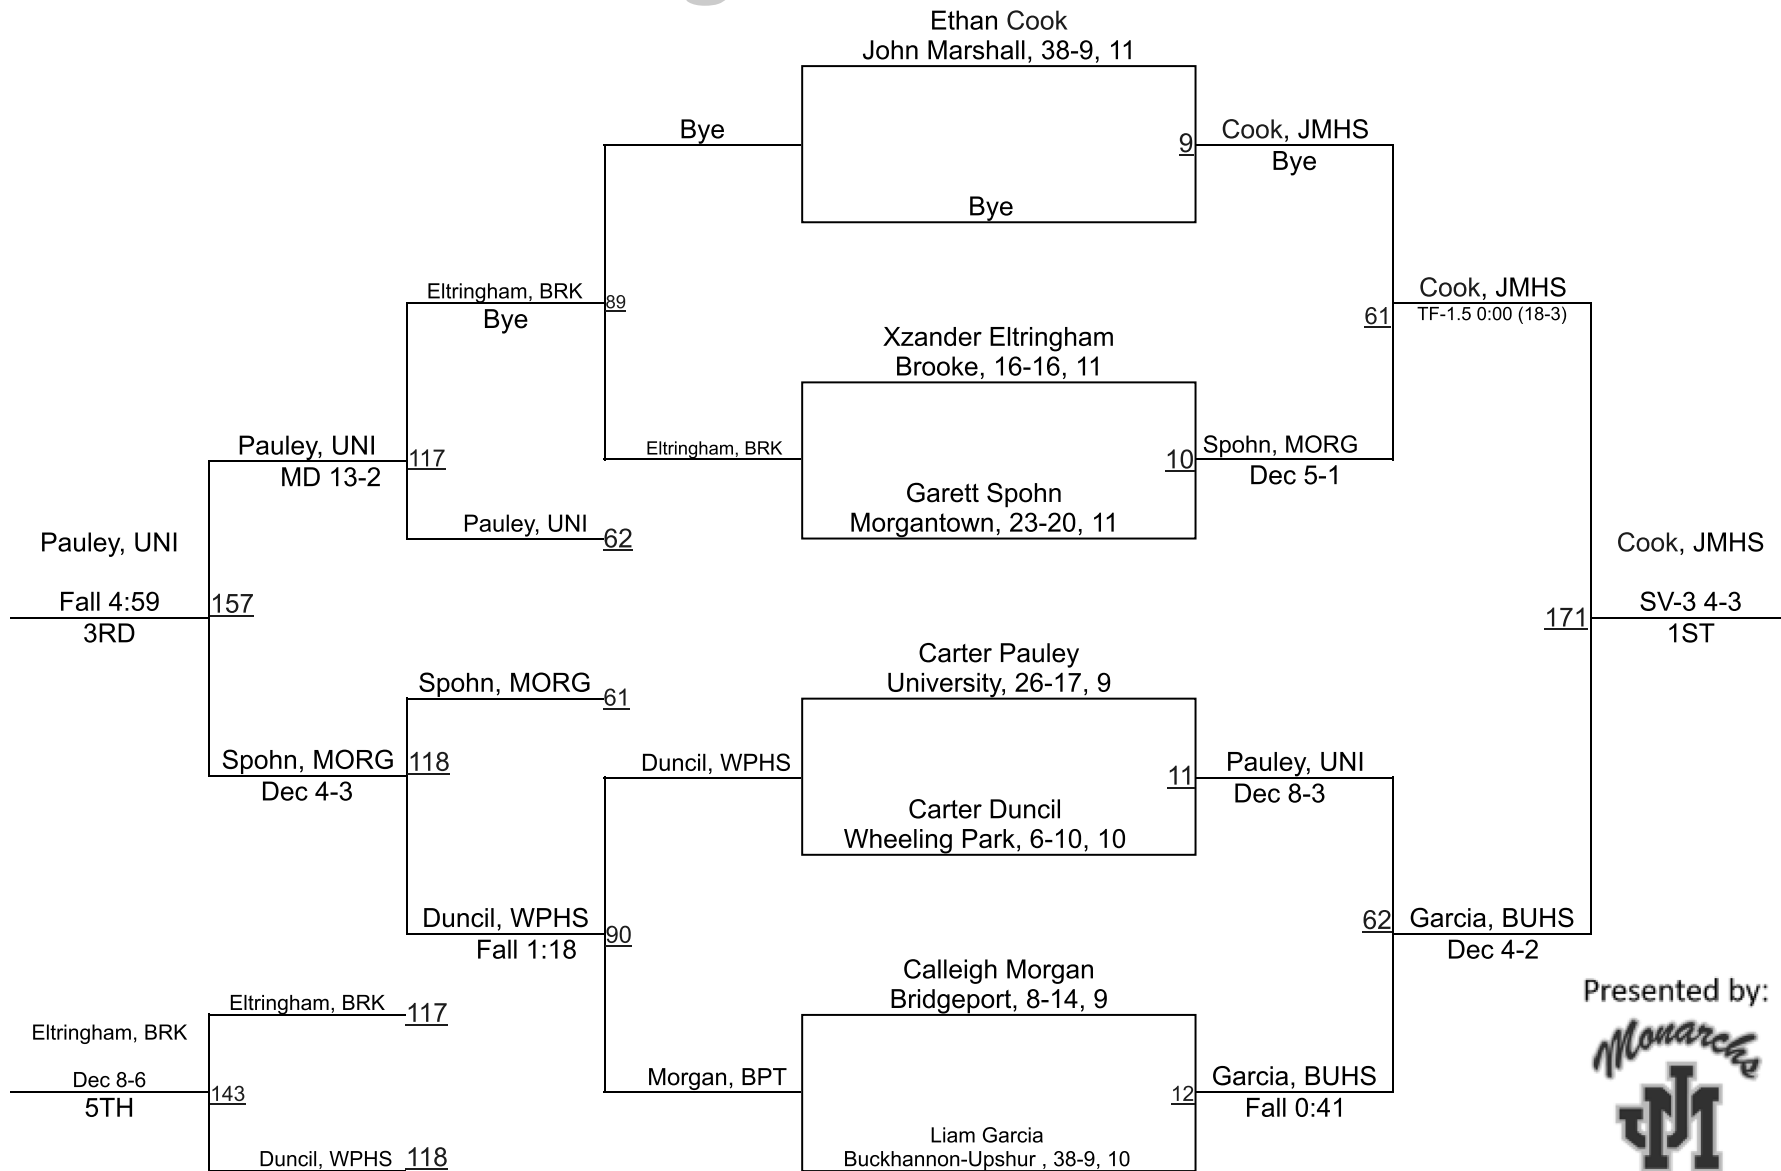 Ethan Cook
John Marshall, 38-9, 11
Bye
9
Cook, JMHS
Bye
Bye
Eltringham, BRK
89
Bye
Cook, JMHS
61
TF-1.5 0:00 (18-3)
Xzander Eltringham
Brooke, 16-16, 11
Pauley, UNI
117
MD 13-2
Eltringham, BRK
10
Spohn, MORG
Dec 5-1
Garett Spohn
Morgantown, 23-20, 11
Pauley, UNI
62
Pauley, UNI
Cook, JMHS
Fall 4:59
157
3RD
171
SV-3 4-3
1ST
Carter Pauley
University, 26-17, 9
Spohn, MORG
61
Spohn, MORG
118
Dec 4-3
Duncil, WPHS
11
Pauley, UNI
Dec 8-3
Carter Duncil
Wheeling Park, 6-10, 10
Duncil, WPHS
90
Fall 1:18
62
Garcia, BUHS
Dec 4-2
Calleigh Morgan
Bridgeport, 8-14, 9
Eltringham, BRK
117
Eltringham, BRK
Dec 8-6
143
5TH
Morgan, BPT
12
Garcia, BUHS
Fall 0:41
Liam Garcia
Buckhannon-Upshur , 38-9, 10
Duncil, WPHS
118
Presented by:
Monarchs
JM